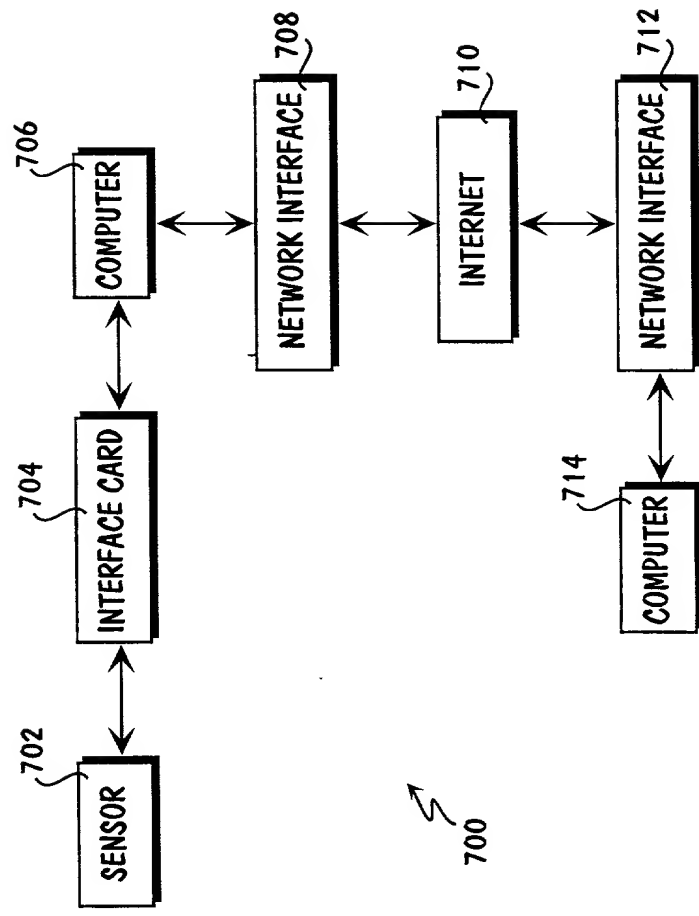 702
SENSOR
704
INTERFACE CARD
706
COMPUTER
708
NETWORK INTERFACE
710
INTERNET
712
NETWORK INTERFACE
714
COMPUTER
700